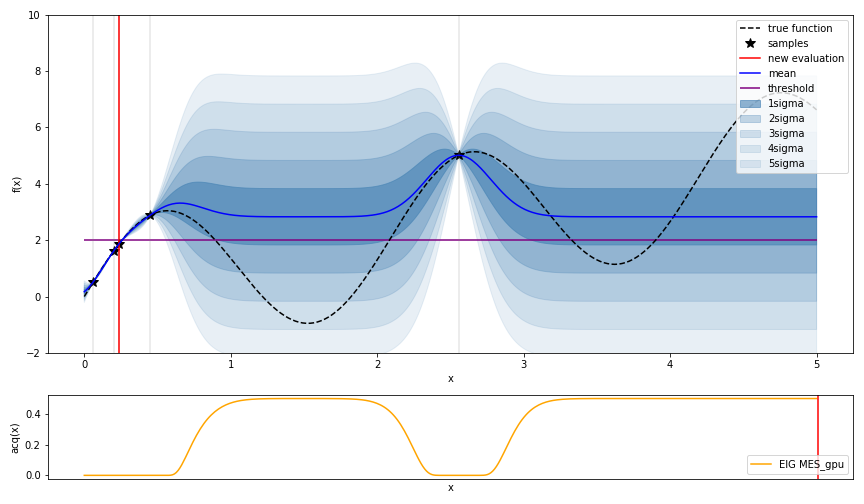 10
8
6
4
2
0
−2
f(x)
true function
samples
new evaluation
mean
threshold
1sigma
2sigma
3sigma
4sigma
5sigma
0 1 2 3 4 5
x
0.4
0.2
0.0
acq(x)
EIG MES_gpu
x